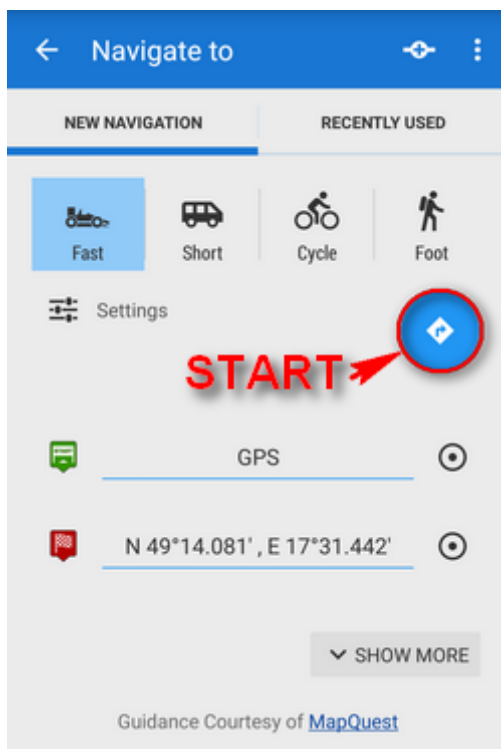 Navigate to
NEW NAVIGATION RECENTLY USED
Fast Short Cycle Foot
Settings
START
GPS
N 49°14.081' , E 17°31.442'
SHOW MORE
Guidance Courtesy of MapQuest